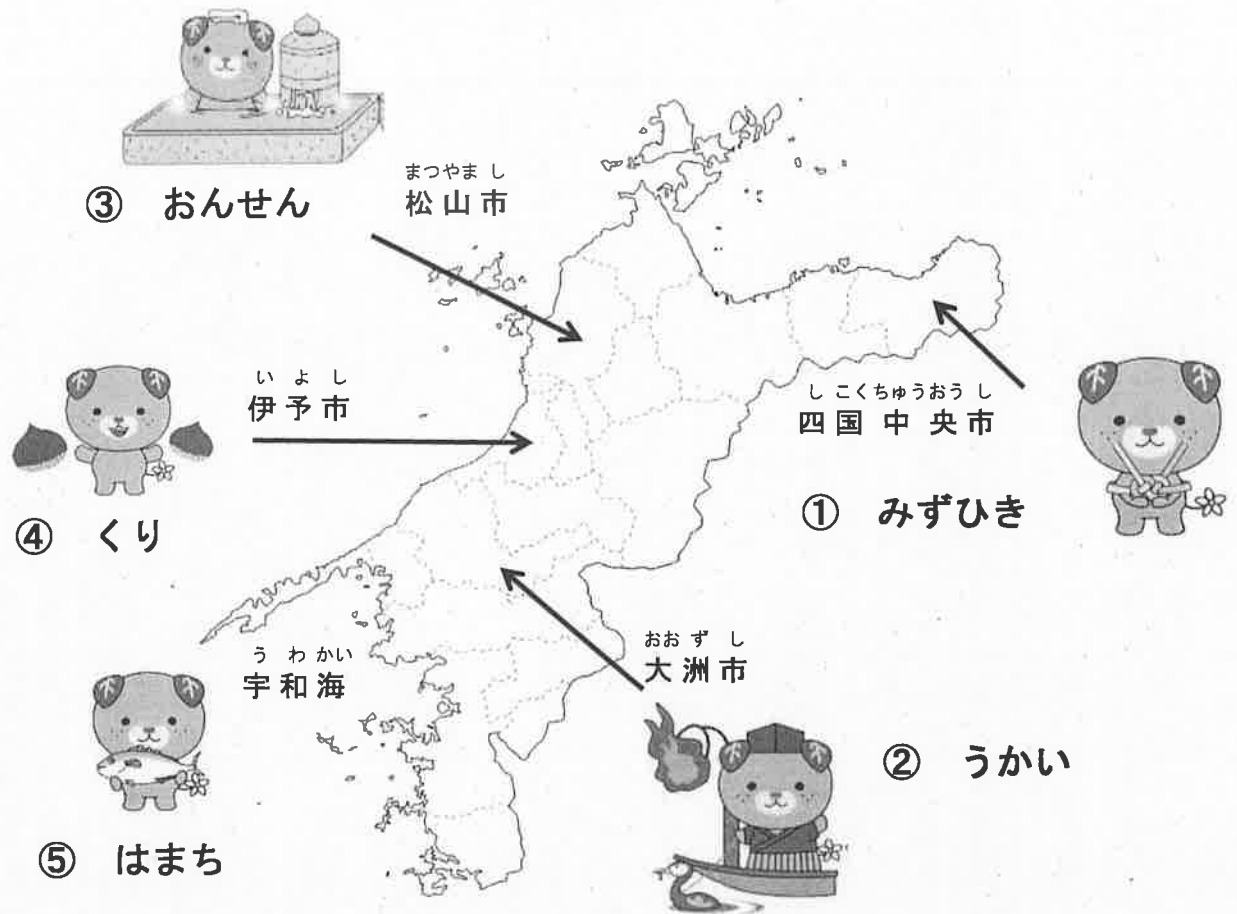 ③ おんせん
まつやまし
松山市
いよし
伊予市
④ くり
しこくちゅうおうし
四国中央市
① みずひき
うわかい
宇和海
⑤ はまち
おおずし
大洲市
② うかい